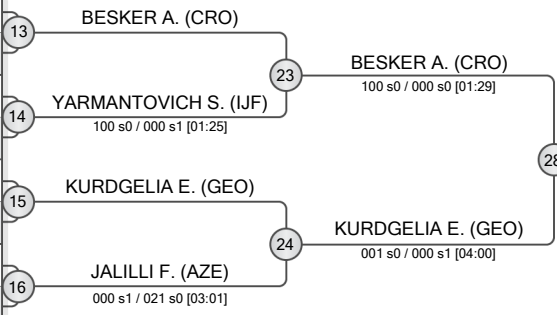 13
BESKER A. (CRO)
23
BESKER A. (CRO)
100 s0 / 000 s0 [01:29]
14
YARMANTOVICH S. (IJF)
100 s0 / 000 s1 [01:25]
28
15
KURDGELIA E. (GEO)
24
KURDGELIA E. (GEO)
001 s0 / 000 s1 [04:00]
16
JALILLI F. (AZE)
000 s1 / 021 s0 [03:01]